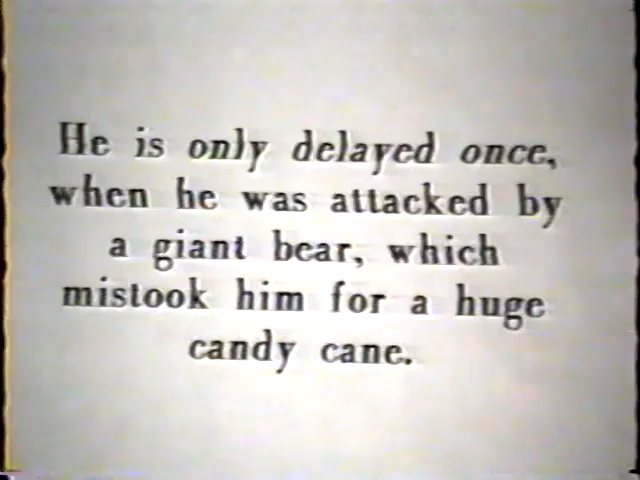 He is only delayed once,
when he was attacked by
a giant bear, which
mistook him for a huge
candy cane.